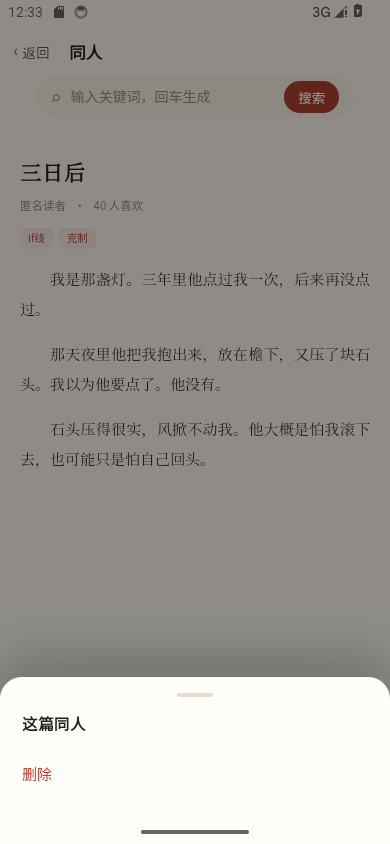 12:33
3G
返回 同人
输入关键词，回车生成
搜索
三日后
匿名读者 • 40 人喜欢
if线 克制
我是那盏灯。三年里他点过我一次，后来再没点
过。
那天夜里他把我抱出来，放在檐下，又压了块石
头。我以为他要点了。他没有。
石头压得很实，风掀不动我。他大概是怕我滚下
去，也可能只是怕自己回头。
这篇同人
删除